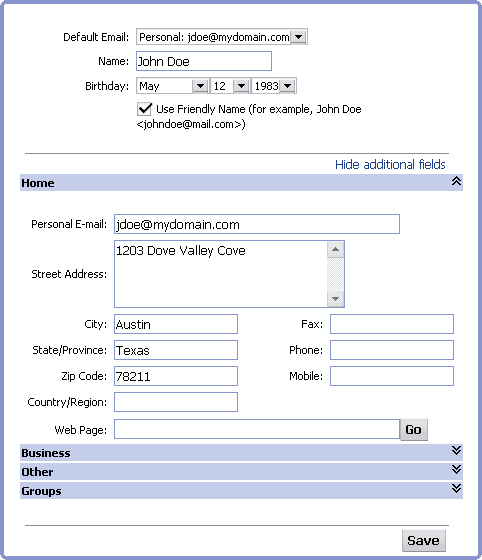 Default Email: Personal: jdoe@mydomain.com
Name: John Doe
Birthday: May 12 1983
Use Friendly Name (for example, John Doe
<johndoe@mail.com>)
Hide additional fields
Home
Personal E-mail: jdoe@mydomain.com
Street Address: 1203 Dove Valley Cove
City: Austin Fax:
State/Province: Texas Phone:
Zip Code: 78211 Mobile:
Country/Region:
Web Page: Go
Business
Other
Groups
Save